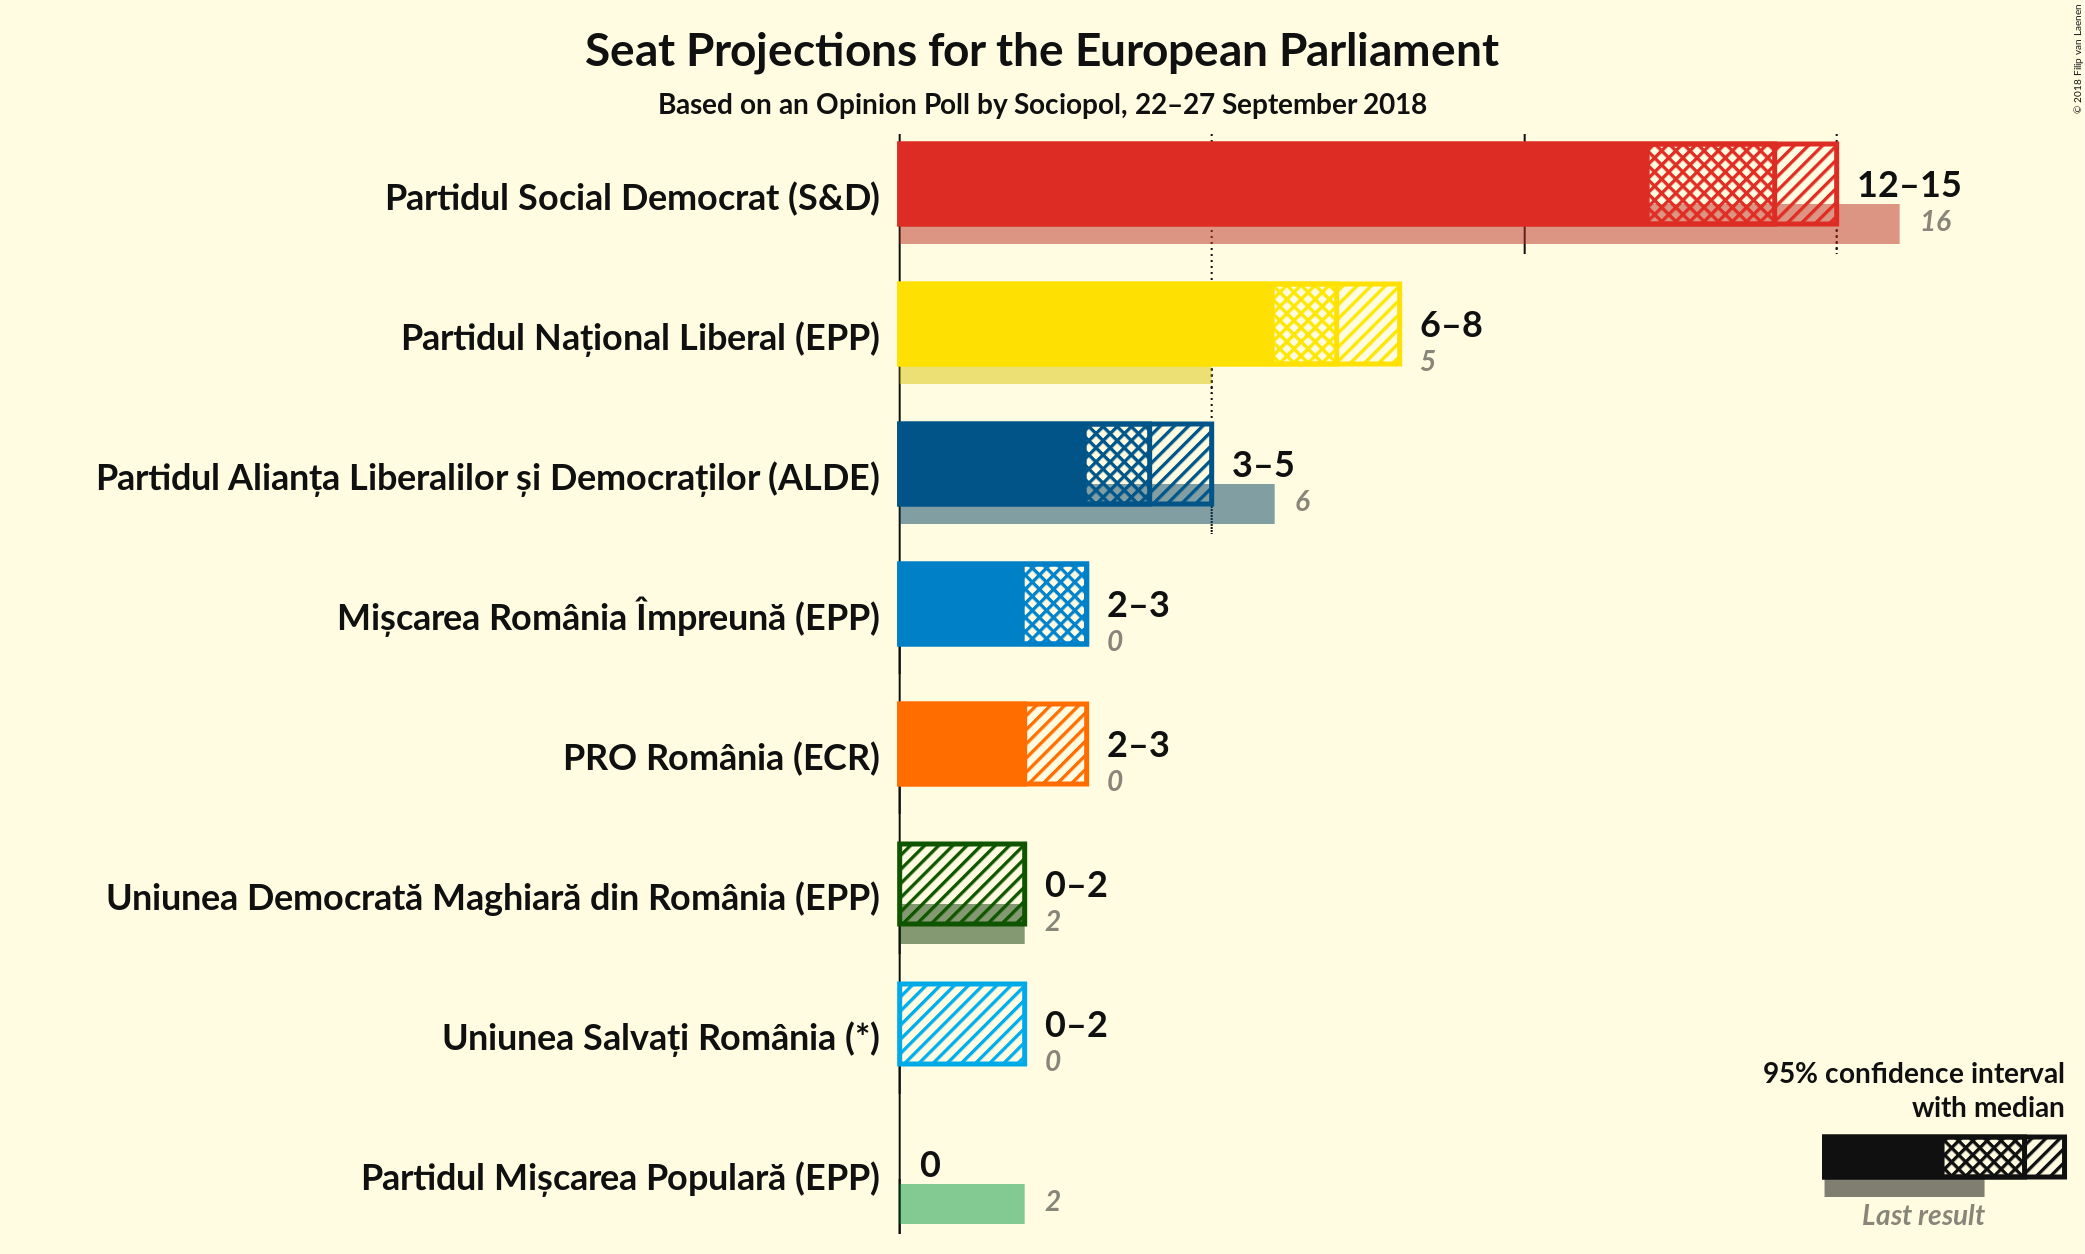 Seat Projections for the European Parliament
Based on an Opinion Poll by Sociopol, 22–27 September 2018
© 2018 Filip van Laenen
Partidul Social Democrat (S&D)
12–15
16
Partidul Național Liberal (EPP)
6–8
5
Partidul Alianța Liberalilor și Democraților (ALDE)
3–5
6
Mișcarea România Împreună (EPP)
2–3
0
PRO România (ECR)
2–3
0
Uniunea Democrată Maghiară din România (EPP)
0–2
2
Uniunea Salvați România (*)
0–2
0
Partidul Mișcarea Populară (EPP)
0
2
95% confidence interval
with median
Last result